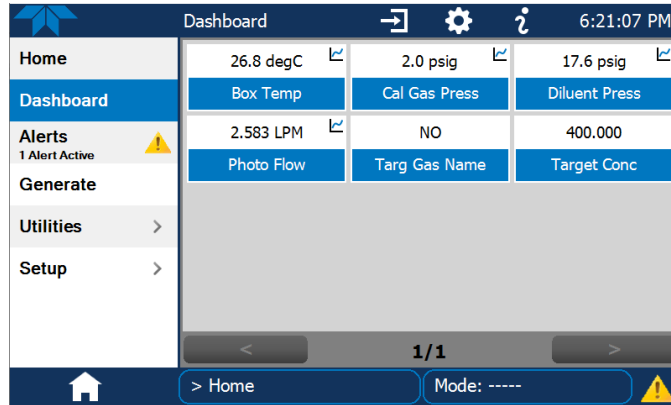 Dashboard
6:21:07 PM
Home
Dashboard
Alerts
1 Alert Active
Generate
Utilities >
Setup >
26.8 degC
Box Temp
2.0 psig
Cal Gas Press
17.6 psig
Diluent Press
2.583 LPM
Photo Flow
NO
Targ Gas Name
400.000
Target Conc
< 1/1 >
> Home
Mode: -----